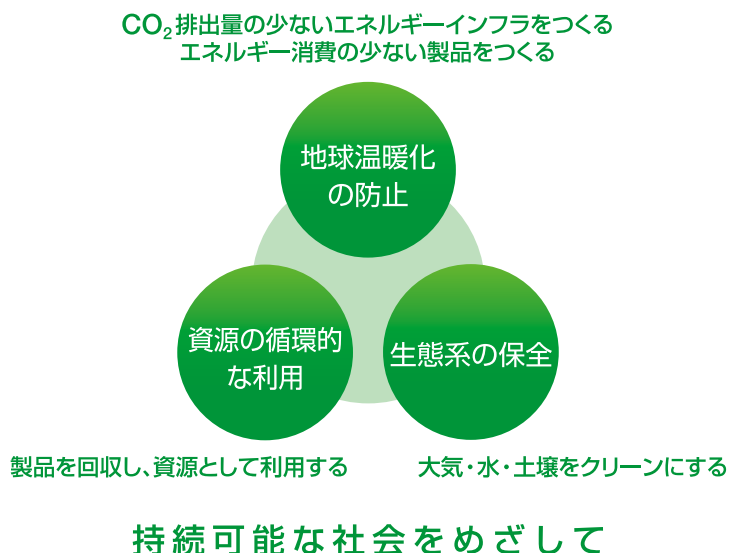 CO₂排出量の少ないエネルギーインフラをつくる
エネルギー消費の少ない製品をつくる
地球温暖化
の防止
資源の循環的
な利用
生態系の保全
製品を回収し、資源として利用する
大気・水・土壌をクリーンにする
持続可能な社会をめざして